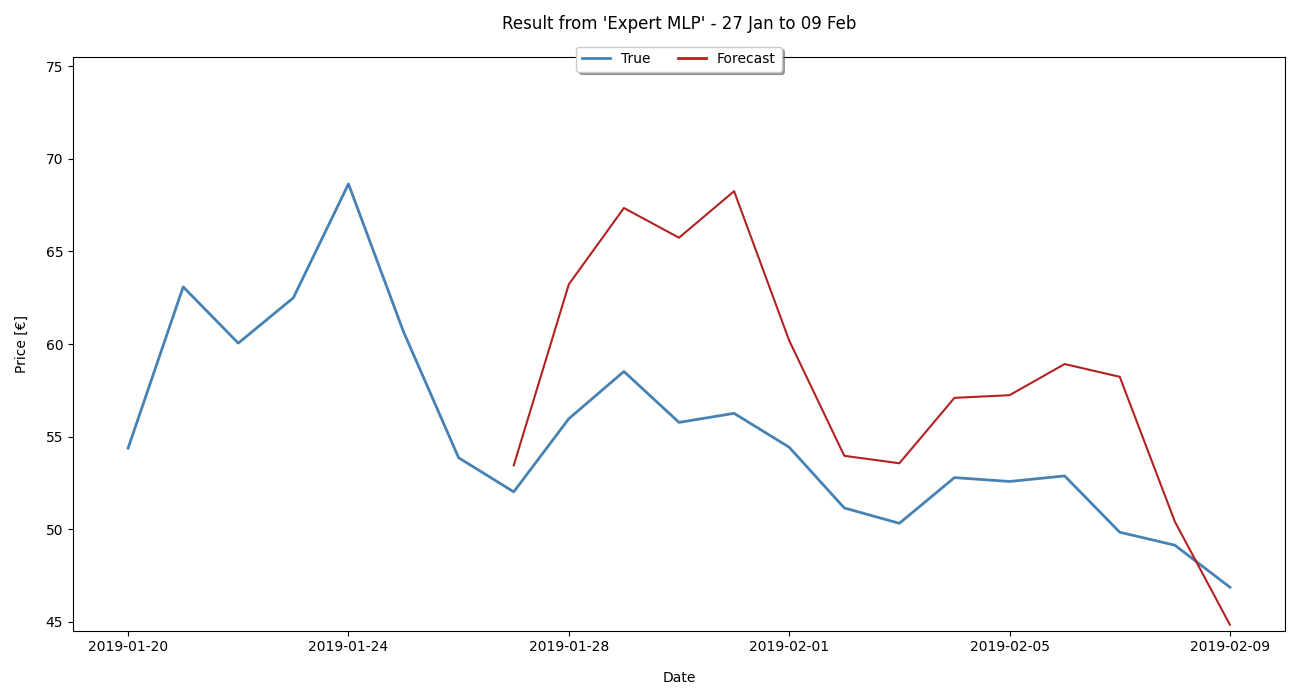 Result from 'Expert MLP' - 27 Jan to 09 Feb
True Forecast
75
70
65
60
55
50
45
Price [€]
2019-01-20 2019-01-24 2019-01-28 2019-02-01 2019-02-05 2019-02-09
Date